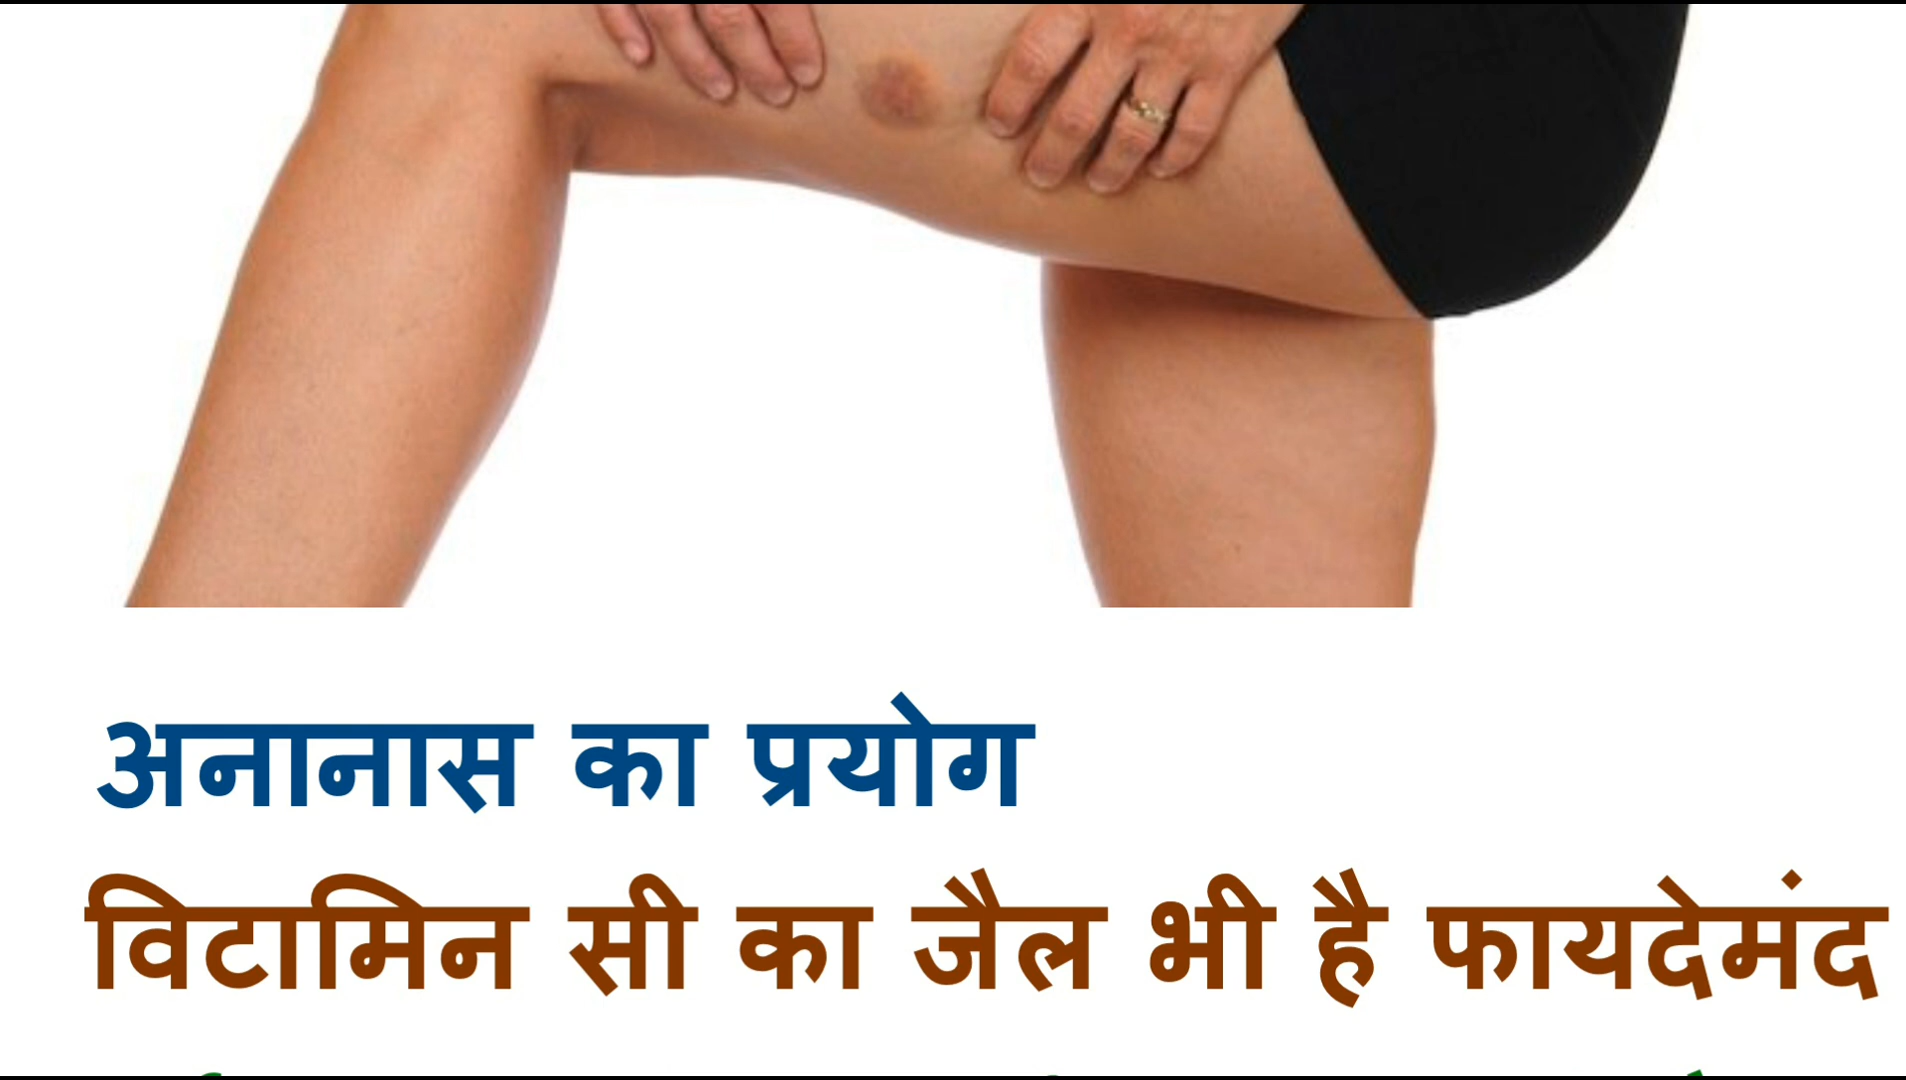 अनानास का प्रयोग
विटामिन सी का जैल भी है फायदेमंद